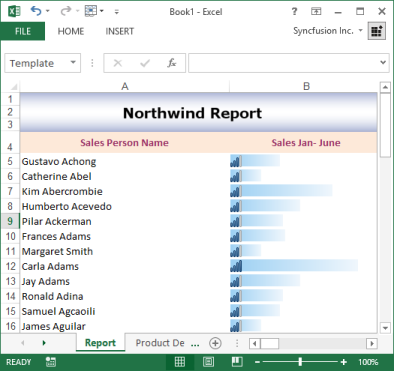 Book1 - Excel
FILE HOME INSERT Syncfusion Inc.
Template fx
A B
1
2 Northwind Report
3
4 Sales Person Name Sales Jan- June
5 Gustavo Achong
6 Catherine Abel
7 Kim Abercrombie
8 Humberto Acevedo
9 Pilar Ackerman
10 Frances Adams
11 Margaret Smith
12 Carla Adams
13 Jay Adams
14 Ronald Adina
15 Samuel Agcaoili
16 James Aguilar
Report Product De ...
READY 100%